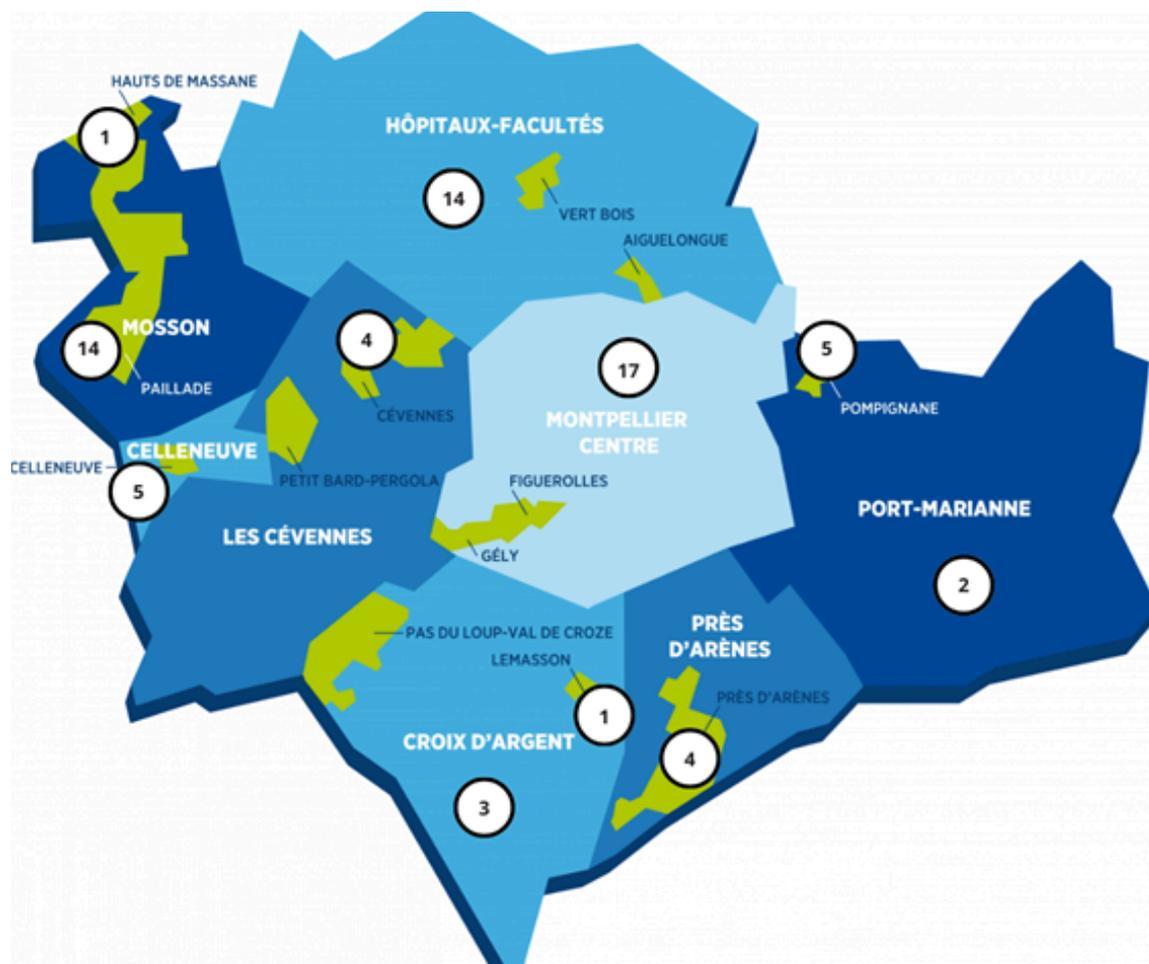 HAUTS DE MASSANE
1
HÔPITAUX-FACULTÉS
14
VERT BOIS
AIGUELONGUE
MOSSON
14
PAILLADE
4
CÉVENNES
17
MONTPELLIER
CENTRE
5
POMPIGNANE
CELLENEUVE
CELLENEUVE
5
PETIT BARD-PERGOLA
FIGUEROLLES
GÉLY
LES CÉVENNES
PORT-MARIANNE
2
PAS DU LOUP-VAL DE CROZE
LEMASSON
1
PRÈS
D'ARÈNES
PRÈS D'ARÈNES
4
CROIX D'ARGENT
3